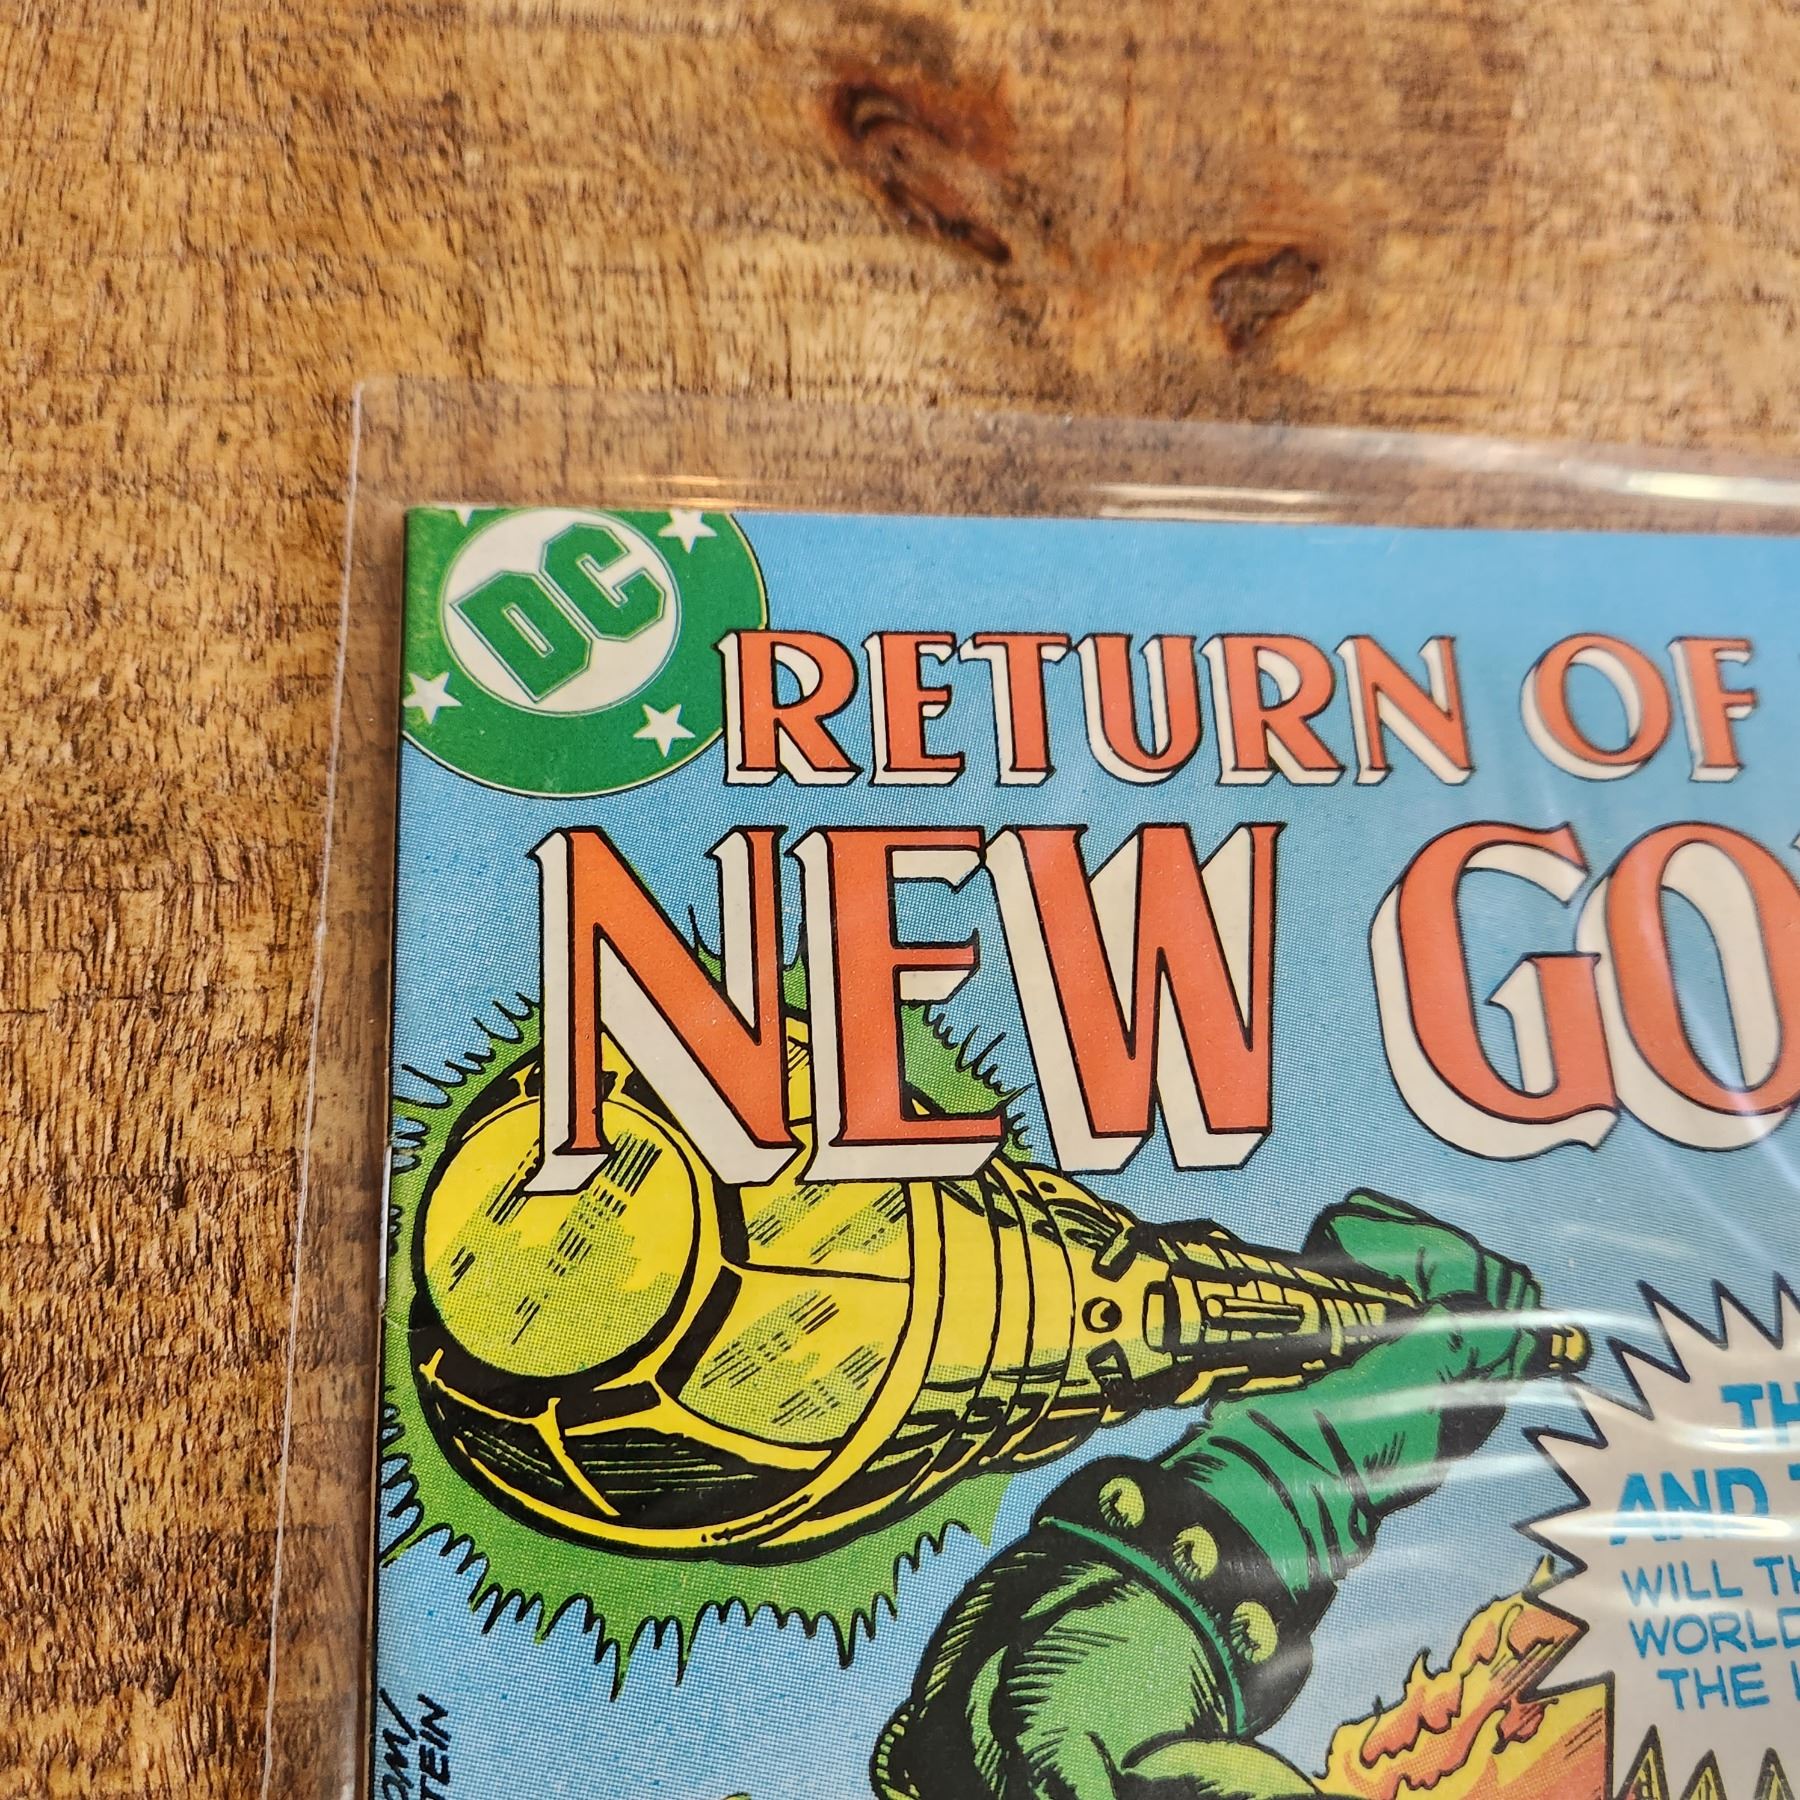 DC
RETURN OF
NEW GO
TH
AND T
WILL TH
WORLD
THE